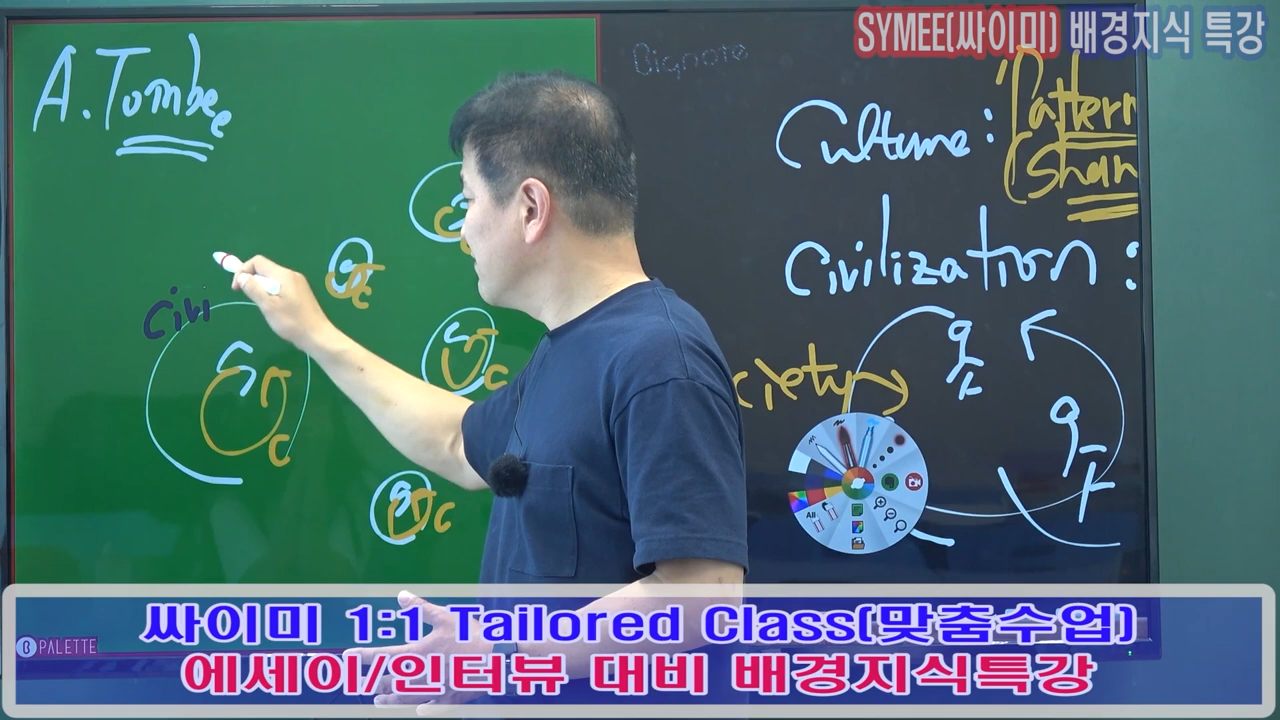 SYMEE(싸이미) 배경지식 특강
Bignote
A. Tombee
Culture: Pattern
(Shar
Civilization:
Civi
ciety
C
C
C
C
C
All
PALETTE
싸이미 1:1 Tailored Class(맞춤수업)
에세이/인터뷰 대비 배경지식특강